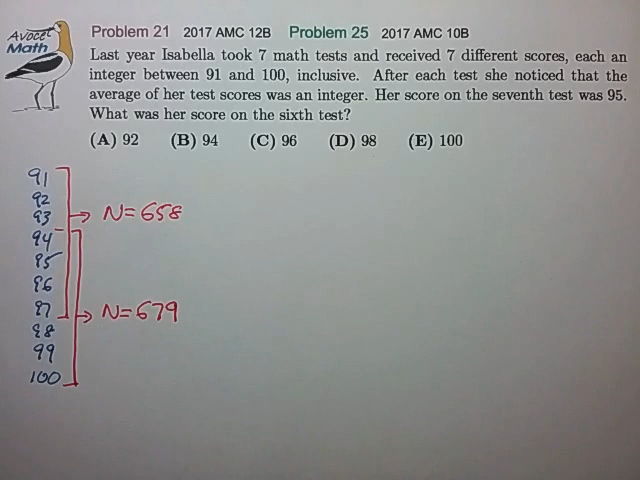 Avocet Math
Problem 21 2017 AMC 12B Problem 25 2017 AMC 10B
Last year Isabella took 7 math tests and received 7 different scores, each an
integer between 91 and 100, inclusive. After each test she noticed that the
average of her test scores was an integer. Her score on the seventh test was 95.
What was her score on the sixth test?
(A) 92 (B) 94 (C) 96 (D) 98 (E) 100
91
92
93 → N=658
94
95
96
97 → N=679
98
99
100